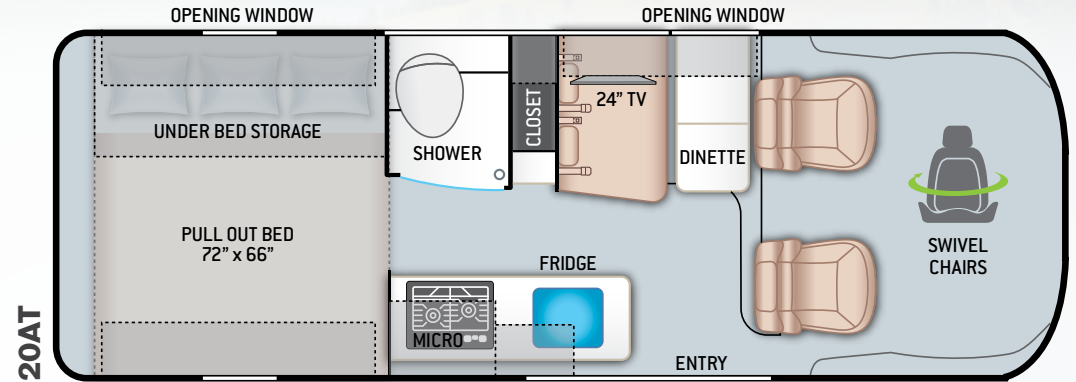 OPENING WINDOW
OPENING WINDOW
24” TV
CLOSET
UNDER BED STORAGE
SHOWER
DINETTE
PULL OUT BED
72” x 66”
SWIVEL
CHAIRS
FRIDGE
MICRO
ENTRY
20AT